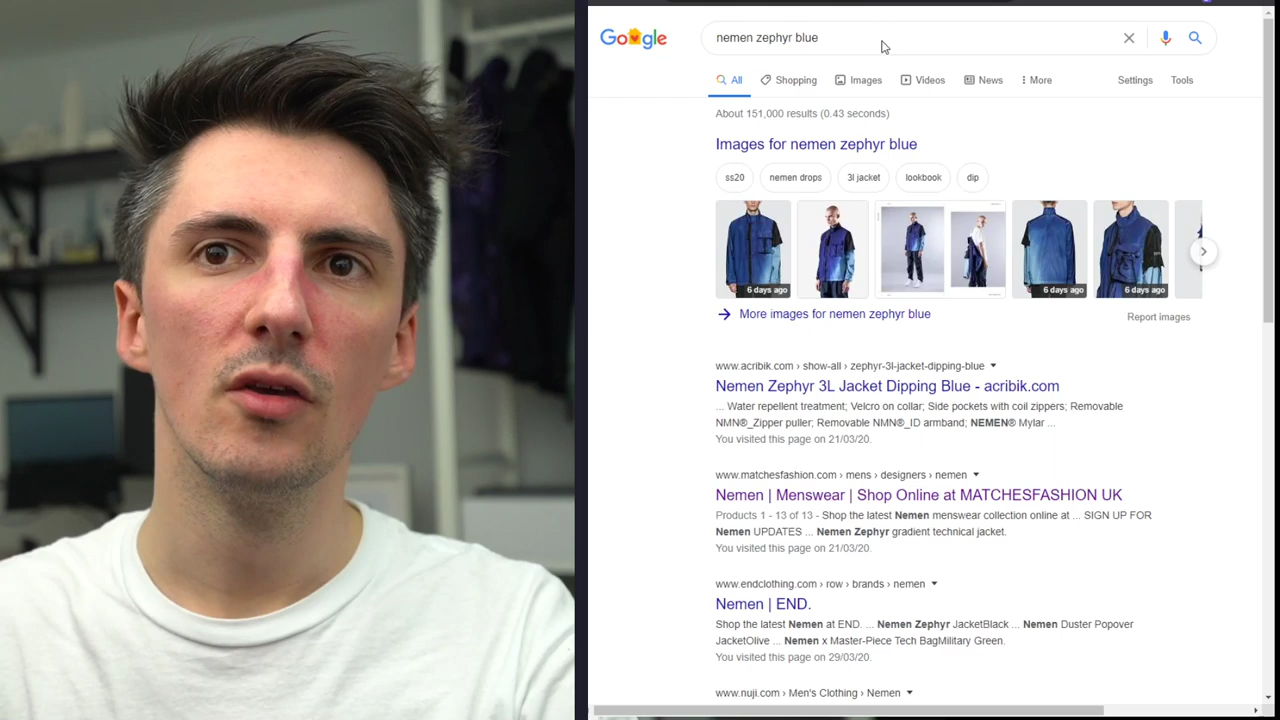 Google
nemen zephyr blue
All Shopping Images Videos News More Settings Tools
About 151,000 results (0.43 seconds)
Images for nemen zephyr blue
ss20 nemen drops 3l jacket lookbook dip
6 days ago 6 days ago 6 days ago
More images for nemen zephyr blue
Report images
www.acribik.com › show-all › zephyr-3l-jacket-dipping-blue
Nemen Zephyr 3L Jacket Dipping Blue - acribik.com
... Water repellent treatment; Velcro on collar; Side pockets with coil zippers; Removable
NMN®_Zipper puller; Removable NMN®_ID armband; NEMEN® Mylar ...
You visited this page on 21/03/20.
www.matchesfashion.com › mens › designers › nemen
Nemen | Menswear | Shop Online at MATCHESFASHION UK
Products 1 - 13 of 13 - Shop the latest Nemen menswear collection online at ... SIGN UP FOR
Nemen UPDATES ... Nemen Zephyr gradient technical jacket.
You visited this page on 21/03/20.
www.endclothing.com › row › brands › nemen
Nemen | END.
Shop the latest Nemen at END. ... Nemen Zephyr JacketBlack ... Nemen Duster Popover
JacketOlive ... Nemen x Master-Piece Tech BagMilitary Green.
You visited this page on 29/03/20.
www.nuji.com › Men's Clothing › Nemen